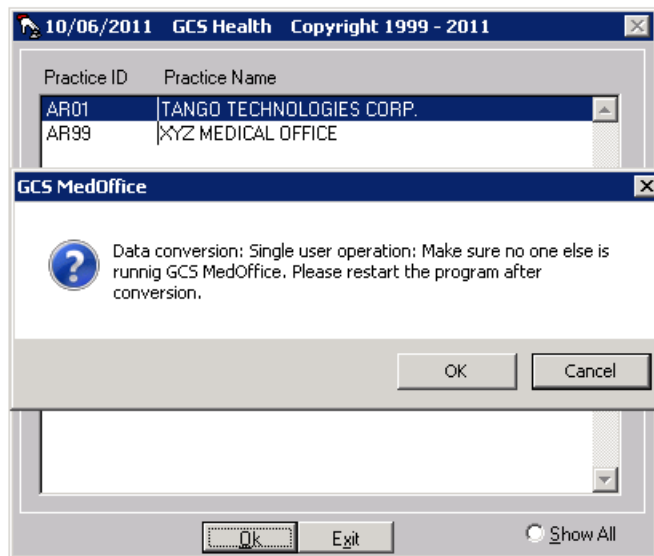 10/06/2011 GCS Health Copyright 1999 - 2011
Practice ID Practice Name
AR01 TANGO TECHNOLOGIES CORP.
AR99 XYZ MEDICAL OFFICE
GCS MedOffice
Data conversion: Single user operation: Make sure no one else is
runnig GCS MedOffice. Please restart the program after
conversion.
OK Cancel
Ok Exit Show All